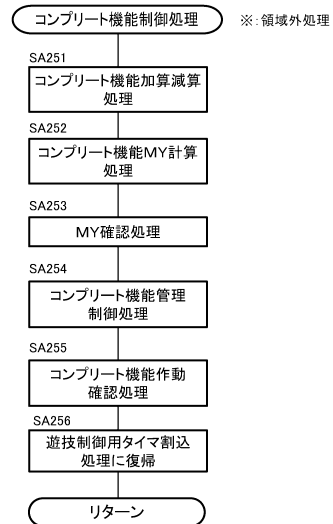 コンプリート機能制御処理
※:領域外処理
SA251
コンプリート機能加算減算
処理
SA252
コンプリート機能MY計算
処理
SA253
MY確認処理
SA254
コンプリート機能管理
制御処理
SA255
コンプリート機能作動
確認処理
SA256
遊技制御用タイマ割込
処理に復帰
リターン